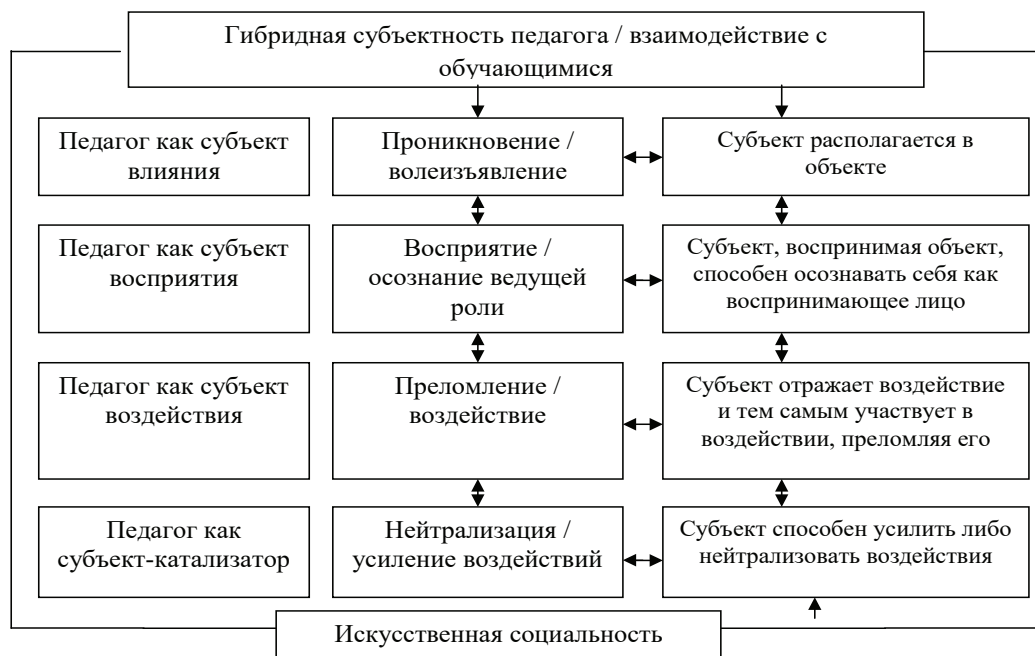 Гибридная субъектность педагога / взаимодействие с
обучающимися
Педагог как субъект
влияния
Проникновение /
волеизъявление
Субъект располагается в
объекте
Педагог как субъект
восприятия
Восприятие /
осознание ведущей
роли
Субъект, воспринимая объект,
способен осознавать себя как
воспринимающее лицо
Педагог как субъект
воздействия
Преломление /
воздействие
Субъект отражает воздействие
и тем самым участвует в
воздействии, преломляя его
Педагог как
субъект-катализатор
Нейтрализация /
усиление воздействий
Субъект способен усилить либо
нейтрализовать воздействия
Искусственная социальность